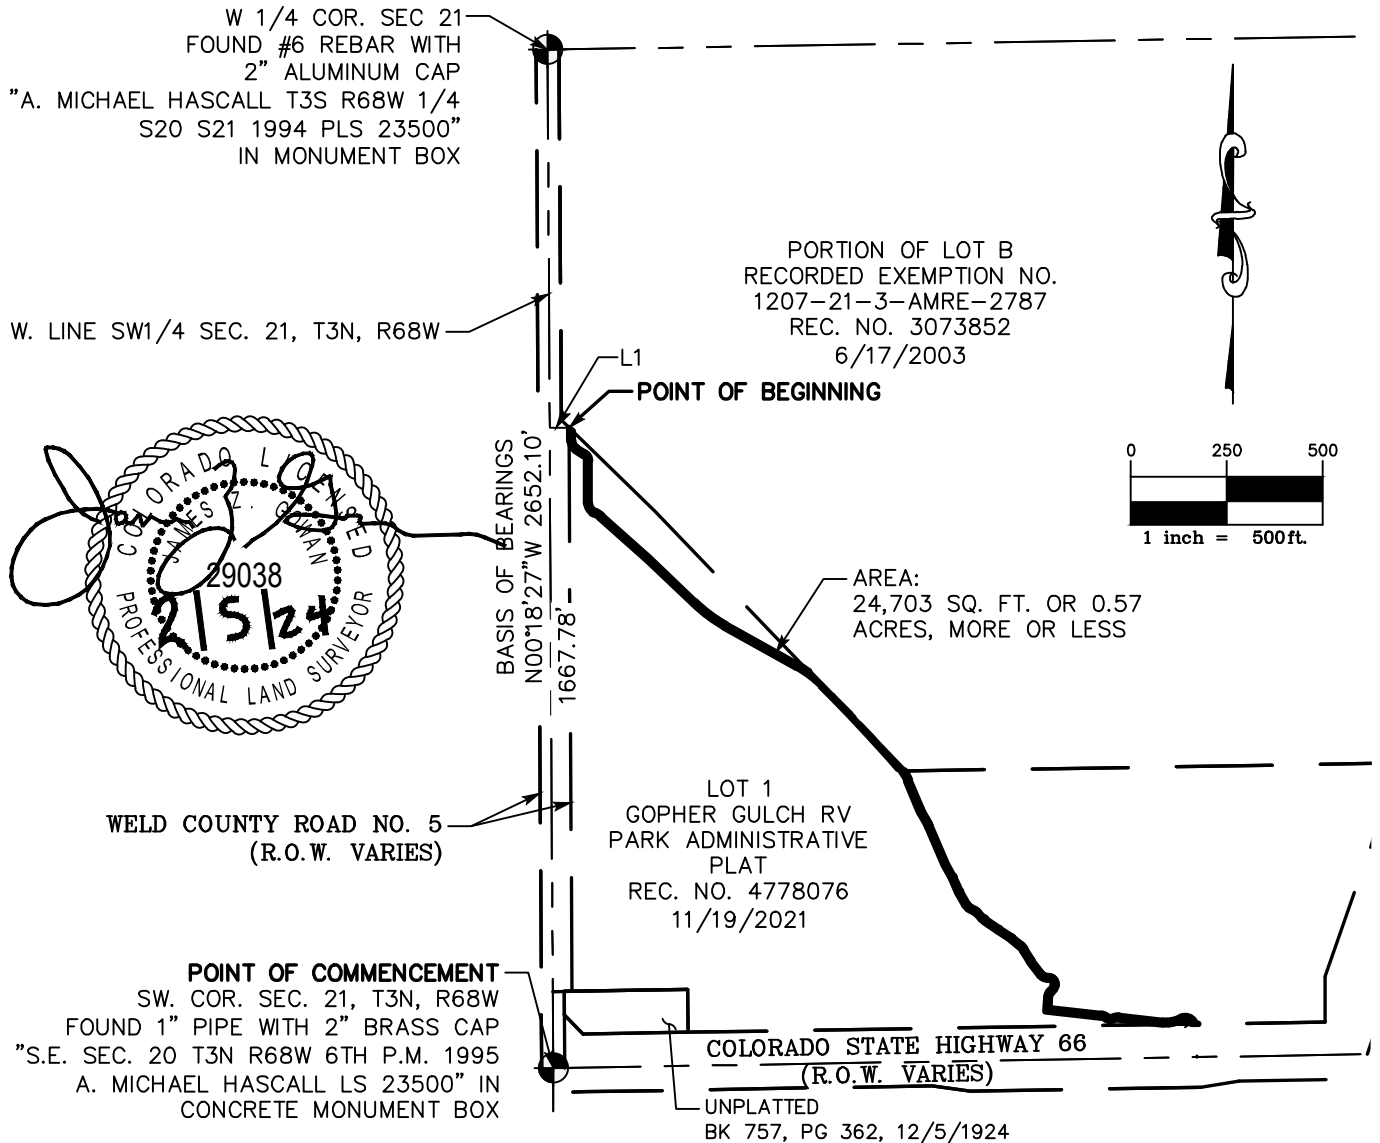 W 1/4 COR. SEC 21
FOUND #6 REBAR WITH
2" ALUMINUM CAP
"A. MICHAEL HASCALL T3S R68W 1/4
S20 S21 1994 PLS 23500"
IN MONUMENT BOX
PORTION OF LOT B
RECORDED EXEMPTION NO.
1207-21-3-AMRE-2787
REC. NO. 3073852
6/17/2003
W. LINE SW1/4 SEC. 21, T3N, R68W
L1
POINT OF BEGINNING
0 250 500
1 inch = 500ft.
BASIS OF BEARINGS
N00°18'27"W 2652.10'
1667.78'
COLORADO LICENSED
JAMES Z.
29038
2/5/24
PROFESSIONAL LAND SURVEYOR
AREA:
24,703 SQ. FT. OR 0.57
ACRES, MORE OR LESS
LOT 1
GOPHER GULCH RV
PARK ADMINISTRATIVE
PLAT
REC. NO. 4778076
11/19/2021
WELD COUNTY ROAD NO. 5
(R.O.W. VARIES)
POINT OF COMMENCEMENT
SW. COR. SEC. 21, T3N, R68W
FOUND 1" PIPE WITH 2" BRASS CAP
"S.E. SEC. 20 T3N R68W 6TH P.M. 1995
A. MICHAEL HASCALL LS 23500" IN
CONCRETE MONUMENT BOX
COLORADO STATE HIGHWAY 66
(R.O.W. VARIES)
UNPLATTED
BK 757, PG 362, 12/5/1924